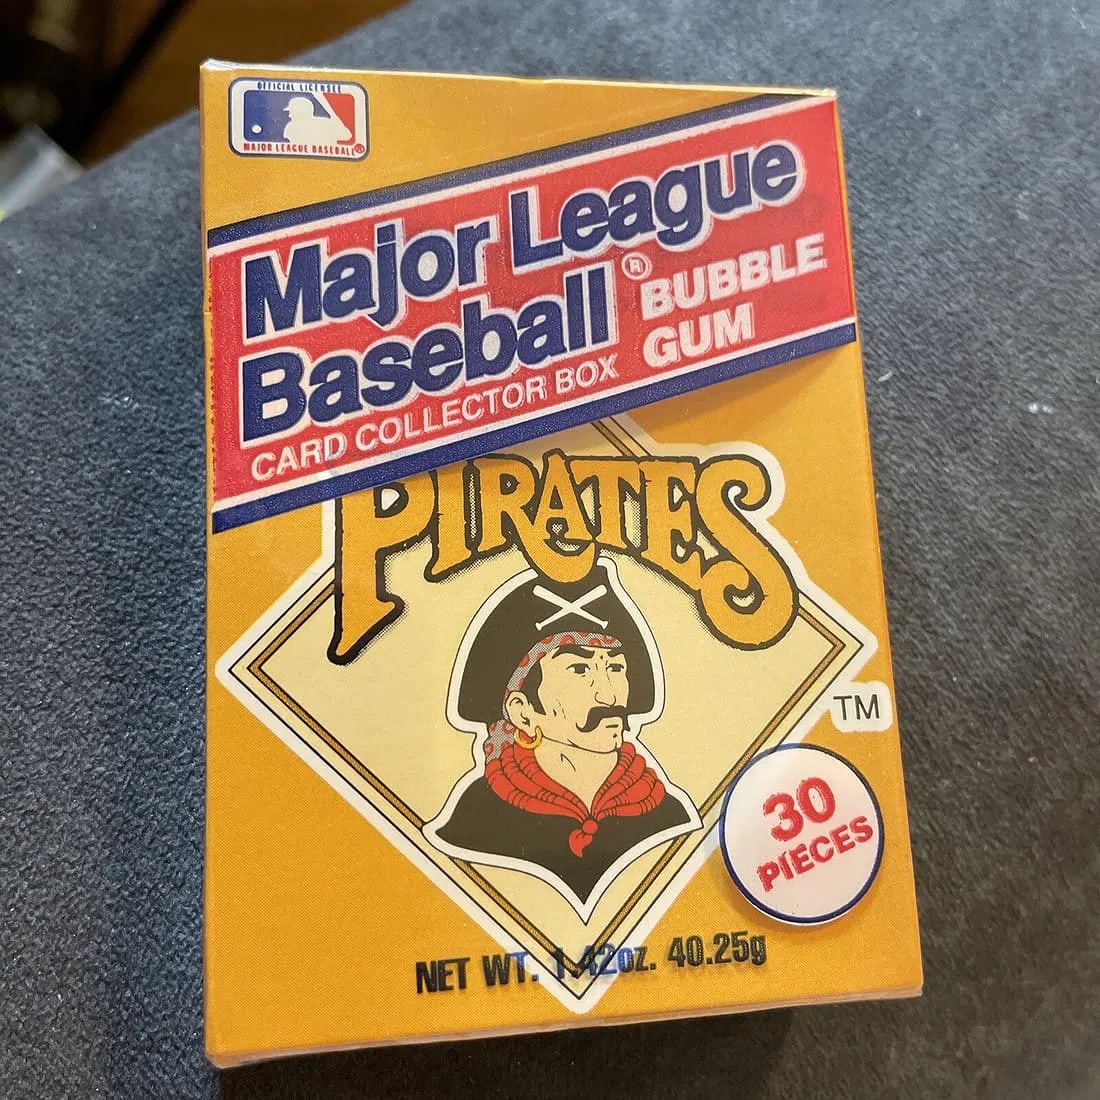 OFFICIAL LICENSEE
MAJOR LEAGUE BASEBALL®
Major League
Baseball®
BUBBLE
GUM
CARD COLLECTOR BOX
PIRATES
TM
30
PIECES
NET WT. 1.42oz. 40.25g